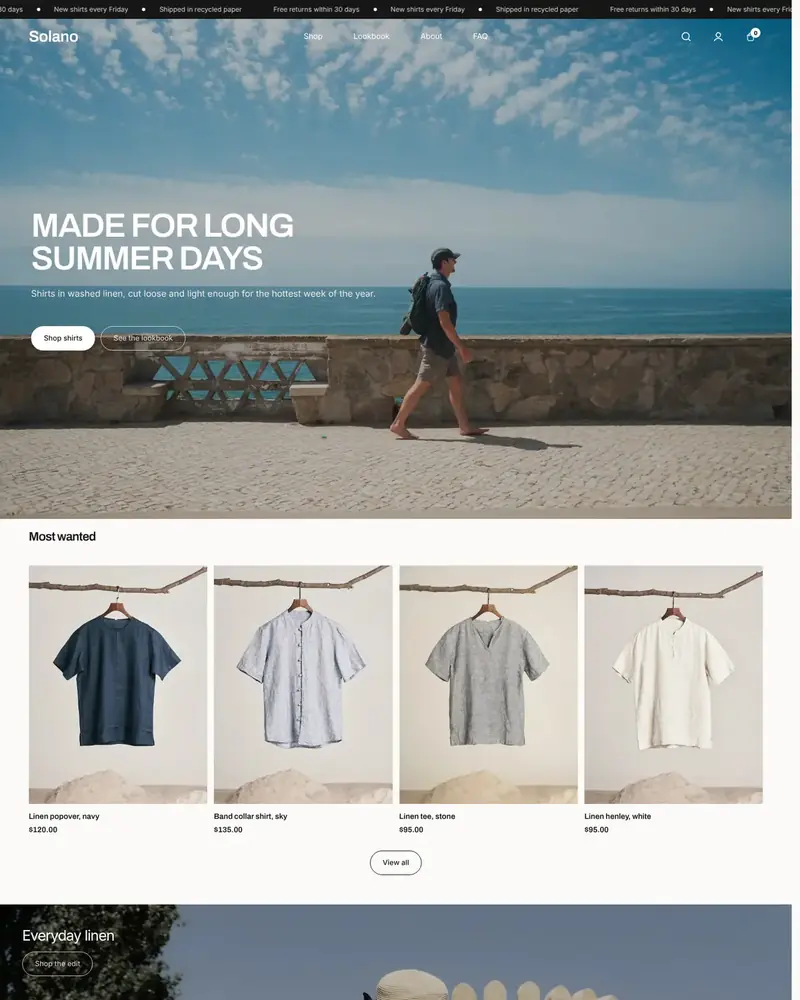 30 days • New shirts every Friday • Shipped in recycled paper Free returns within 30 days • New shirts every Friday • Shipped in recycled paper Free returns within 30 days • New shirts every Fri
Solano
Shop Lookbook About FAQ
0
MADE FOR LONG
SUMMER DAYS
Shirts in washed linen, cut loose and light enough for the hottest week of the year.
Shop shirts See the lookbook
Most wanted
Linen popover, navy
$120.00
Band collar shirt, sky
$135.00
Linen tee, stone
$95.00
Linen henley, white
$95.00
View all
Everyday linen
Shop the edit